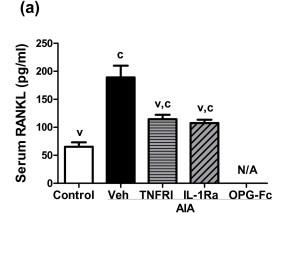 (a)
Serum RANKL (pg/ml)
250
200
150
100
50
0
c
v
v,c
v,c
N/A
Control Veh TNFRI IL-1Ra OPG-Fc
AIA